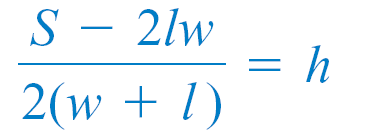 S − 2lw
2(w + l) = h